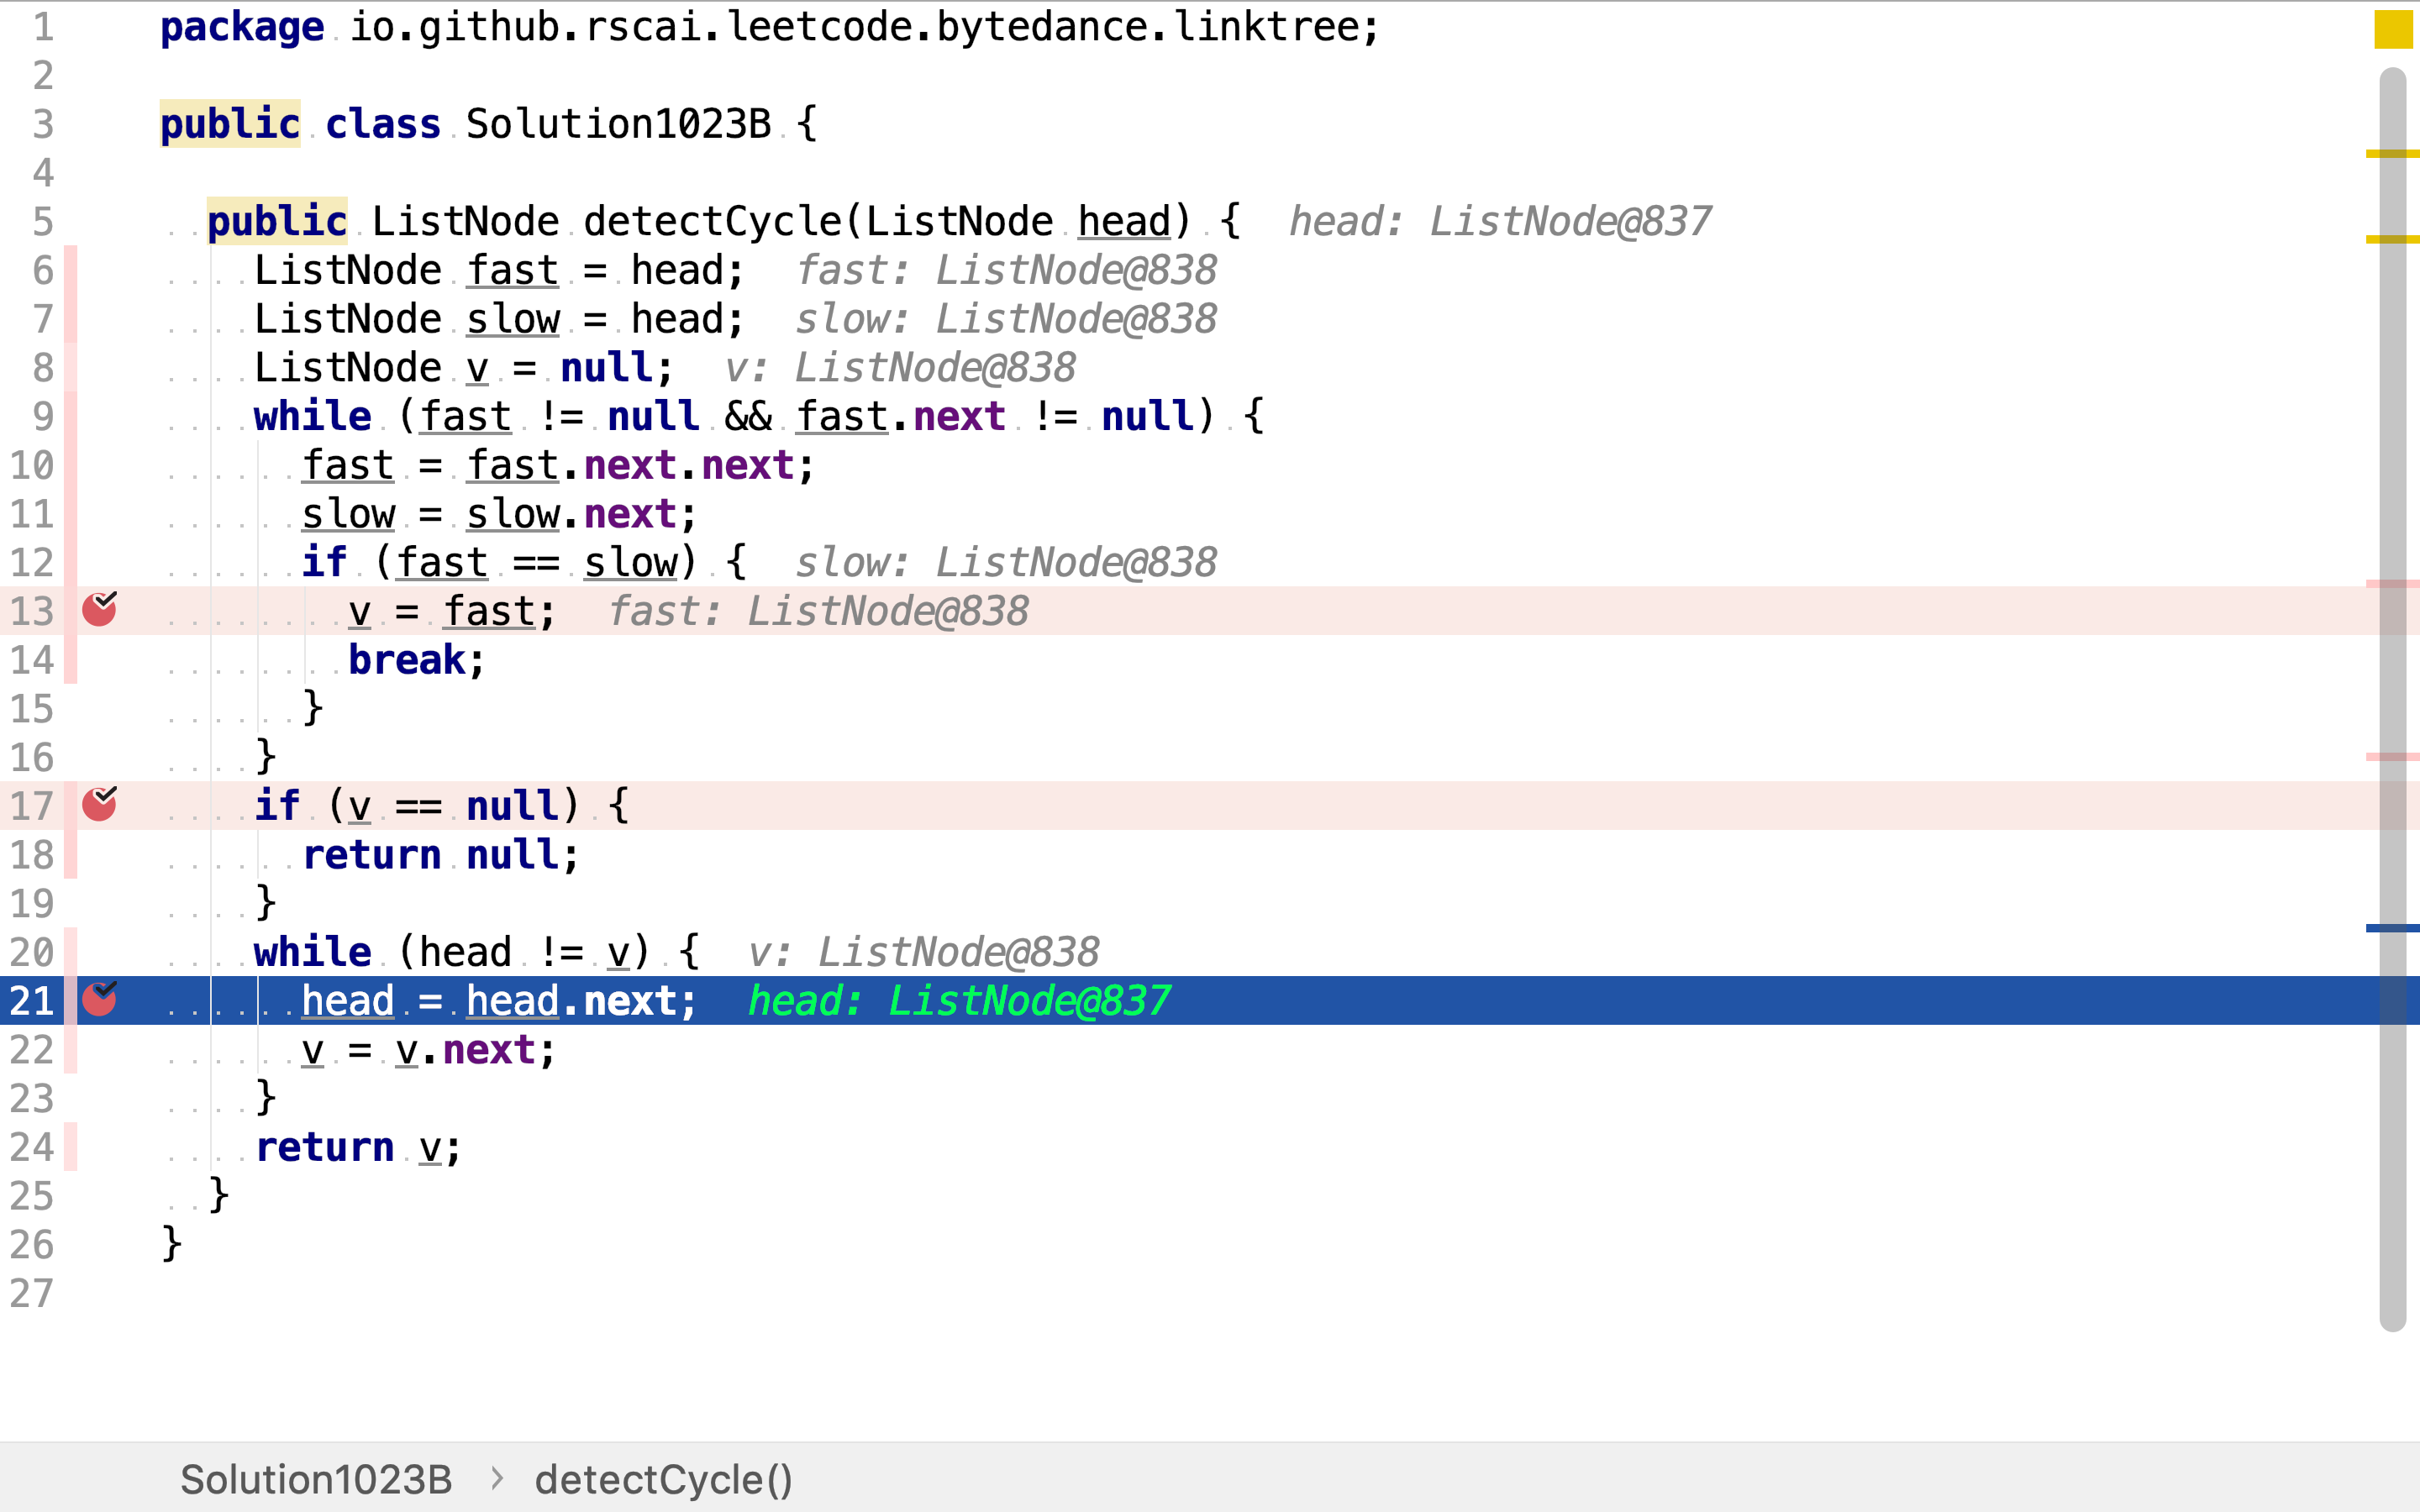 1 package io.github.rscai.leetcode.bytedance.linktree;
2
3 public class Solution1023B {
4
5   public ListNode detectCycle(ListNode head) {  head: ListNode@837
6     ListNode fast = head;  fast: ListNode@838
7     ListNode slow = head;  slow: ListNode@838
8     ListNode v = null;  v: ListNode@838
9     while (fast != null && fast.next != null) {
10       fast = fast.next.next;
11       slow = slow.next;
12       if (fast == slow) {  slow: ListNode@838
13         v = fast;  fast: ListNode@838
14         break;
15       }
16     }
17     if (v == null) {
18       return null;
19     }
20     while (head != v) {  v: ListNode@838
21       head = head.next;  head: ListNode@837
22       v = v.next;
23     }
24     return v;
25   }
26 }
27
Solution1023B > detectCycle()